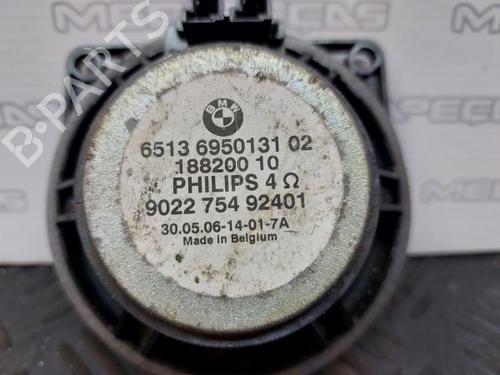 BMW
6513 6950131 02
188200 10
PHILIPS 4 Ω
9022 754 92401
30.05.06-14-01-7A
Made in Belgium
B-PARTS